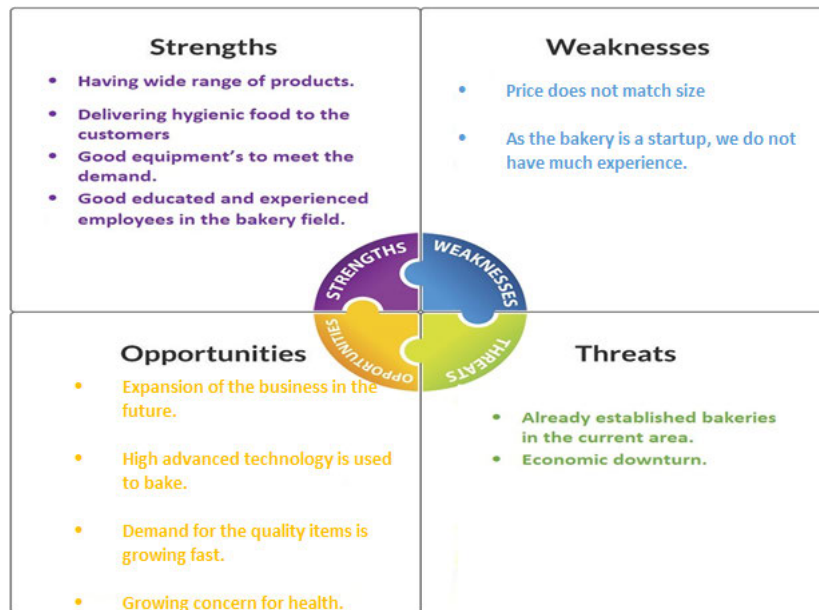 Strengths
• Having wide range of products.
• Delivering hygienic food to the
customers
• Good equipment's to meet the
demand.
• Good educated and experienced
employees in the bakery field.
Weaknesses
• Price does not match size
• As the bakery is a startup, we do not
have much experience.
STRENGTHS
WEAKNESSES
OPPORTUNITIES
THREATS
Opportunities
• Expansion of the business in the
future.
• High advanced technology is used
to bake.
• Demand for the quality items is
growing fast.
• Growing concern for health.
Threats
• Already established bakeries
in the current area.
• Economic downturn.